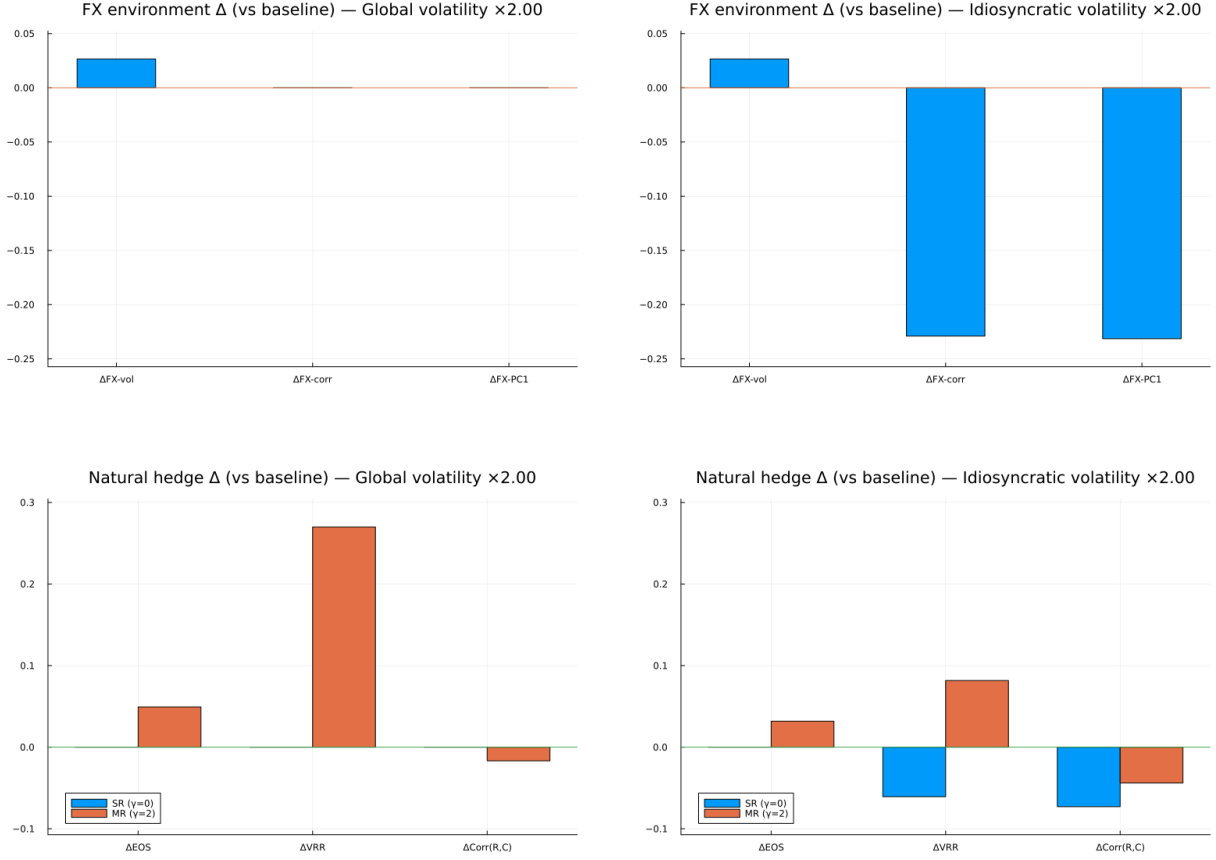 FX environment Δ (vs baseline) — Global volatility ×2.00
0.05
0.00
−0.05
−0.10
−0.15
−0.20
−0.25
ΔFX-vol
ΔFX-corr
ΔFX-PC1
FX environment Δ (vs baseline) — Idiosyncratic volatility ×2.00
0.05
0.00
−0.05
−0.10
−0.15
−0.20
−0.25
ΔFX-vol
ΔFX-corr
ΔFX-PC1
Natural hedge Δ (vs baseline) — Global volatility ×2.00
0.3
0.2
0.1
0.0
−0.1
SR (γ=0)
MR (γ=2)
ΔEOS
ΔVRR
ΔCorr(R,C)
Natural hedge Δ (vs baseline) — Idiosyncratic volatility ×2.00
0.3
0.2
0.1
0.0
−0.1
SR (γ=0)
MR (γ=2)
ΔEOS
ΔVRR
ΔCorr(R,C)